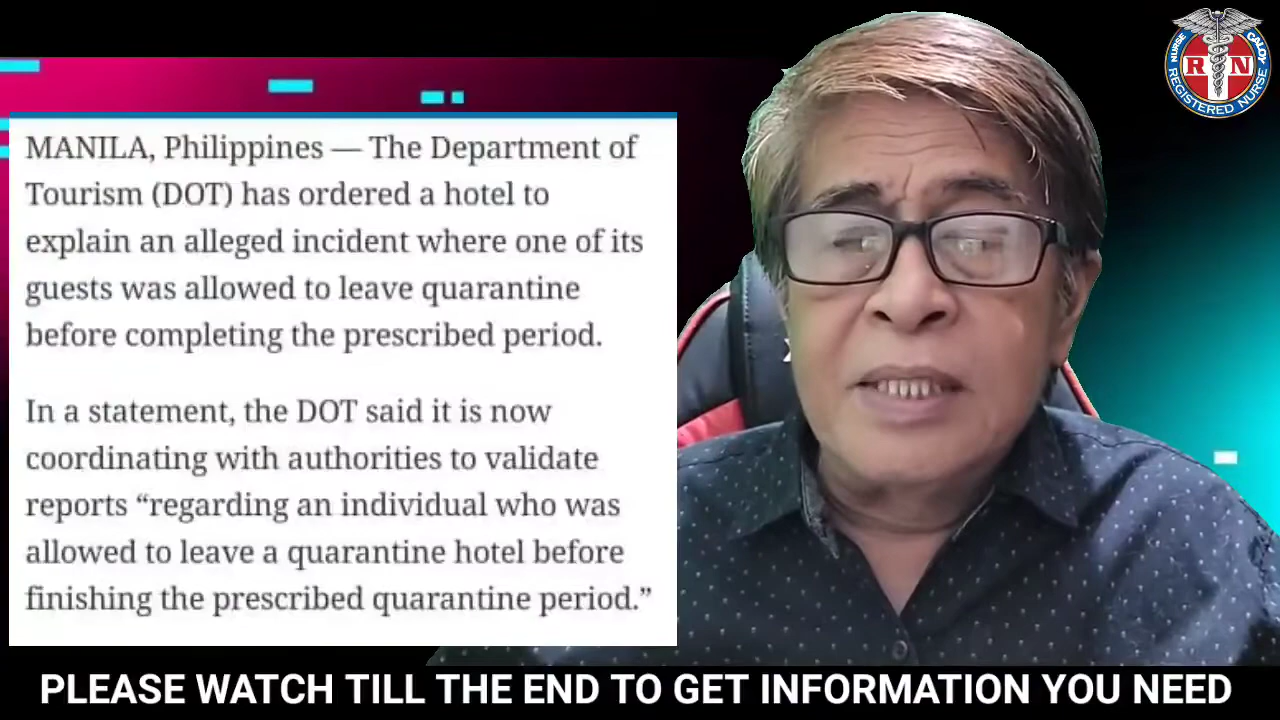 MANILA, Philippines — The Department of
Tourism (DOT) has ordered a hotel to
explain an alleged incident where one of its
guests was allowed to leave quarantine
before completing the prescribed period.
In a statement, the DOT said it is now
coordinating with authorities to validate
reports “regarding an individual who was
allowed to leave a quarantine hotel before
finishing the prescribed quarantine period.”
NURSE CALOY
R N
REGISTERED NURSE
PLEASE WATCH TILL THE END TO GET INFORMATION YOU NEED